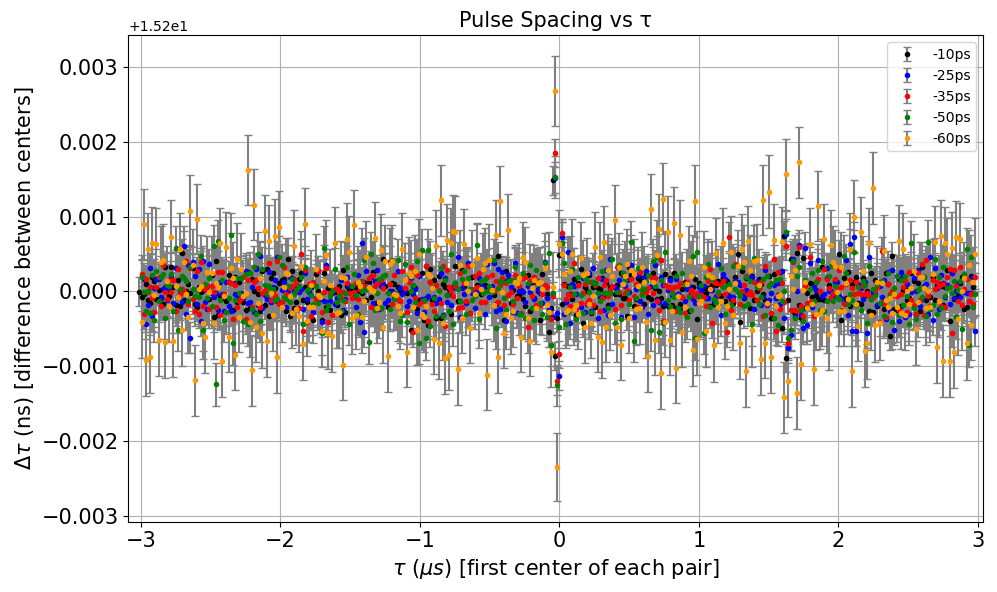 Pulse Spacing vs τ
+1.52e1
Δτ (ns) [difference between centers]
0.003
0.002
0.001
0.000
−0.001
−0.002
−0.003
-10ps
-25ps
-35ps
-50ps
-60ps
−3
−2
−1
0
1
2
3
τ (μs) [first center of each pair]